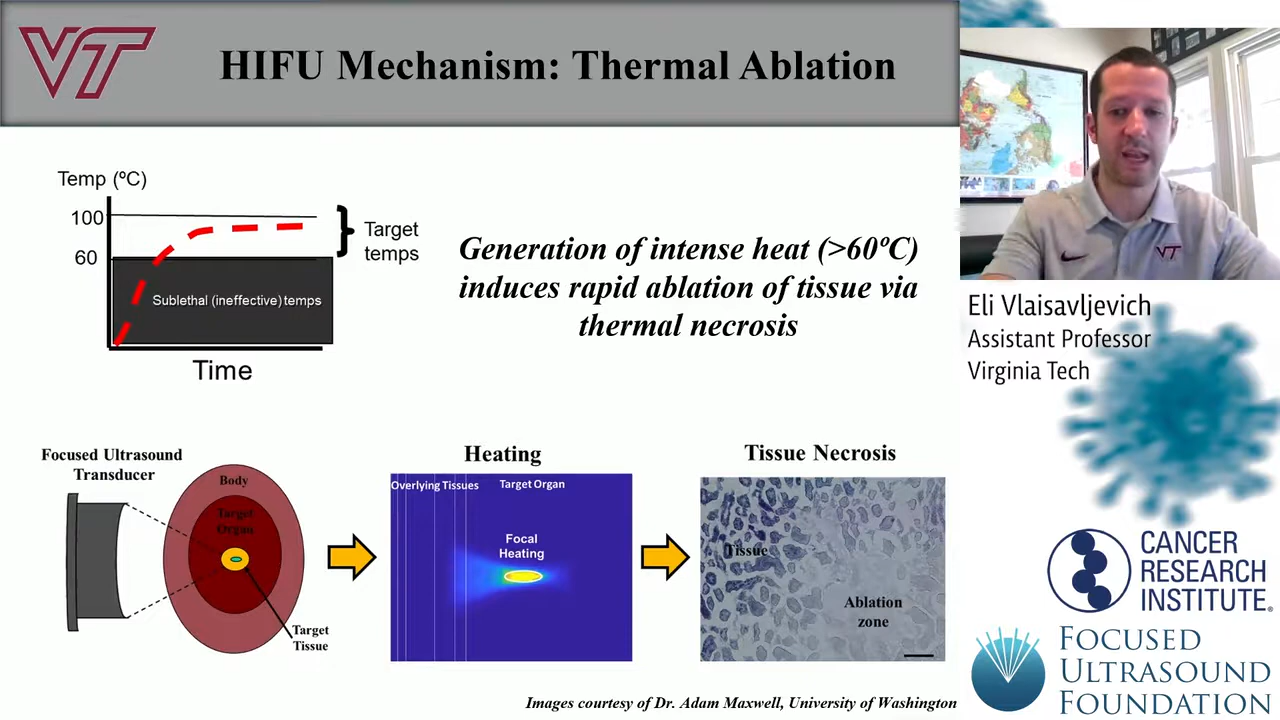 VT
HIFU Mechanism: Thermal Ablation
Temp (ºC)
100
60
Target
temps
Sublethal (ineffective) temps
Time
Generation of intense heat (>60ºC)
induces rapid ablation of tissue via
thermal necrosis
VT
Eli Vlaisavljevich
Assistant Professor
Virginia Tech
Focused Ultrasound
Transducer
Body
Target
Organ
Target
Tissue
Heating
Overlying Tissues
Target Organ
Focal
Heating
Tissue Necrosis
Tissue
Ablation
zone
Images courtesy of Dr. Adam Maxwell, University of Washington
CANCER
RESEARCH
INSTITUTE®
FOCUSED
ULTRASOUND
FOUNDATION